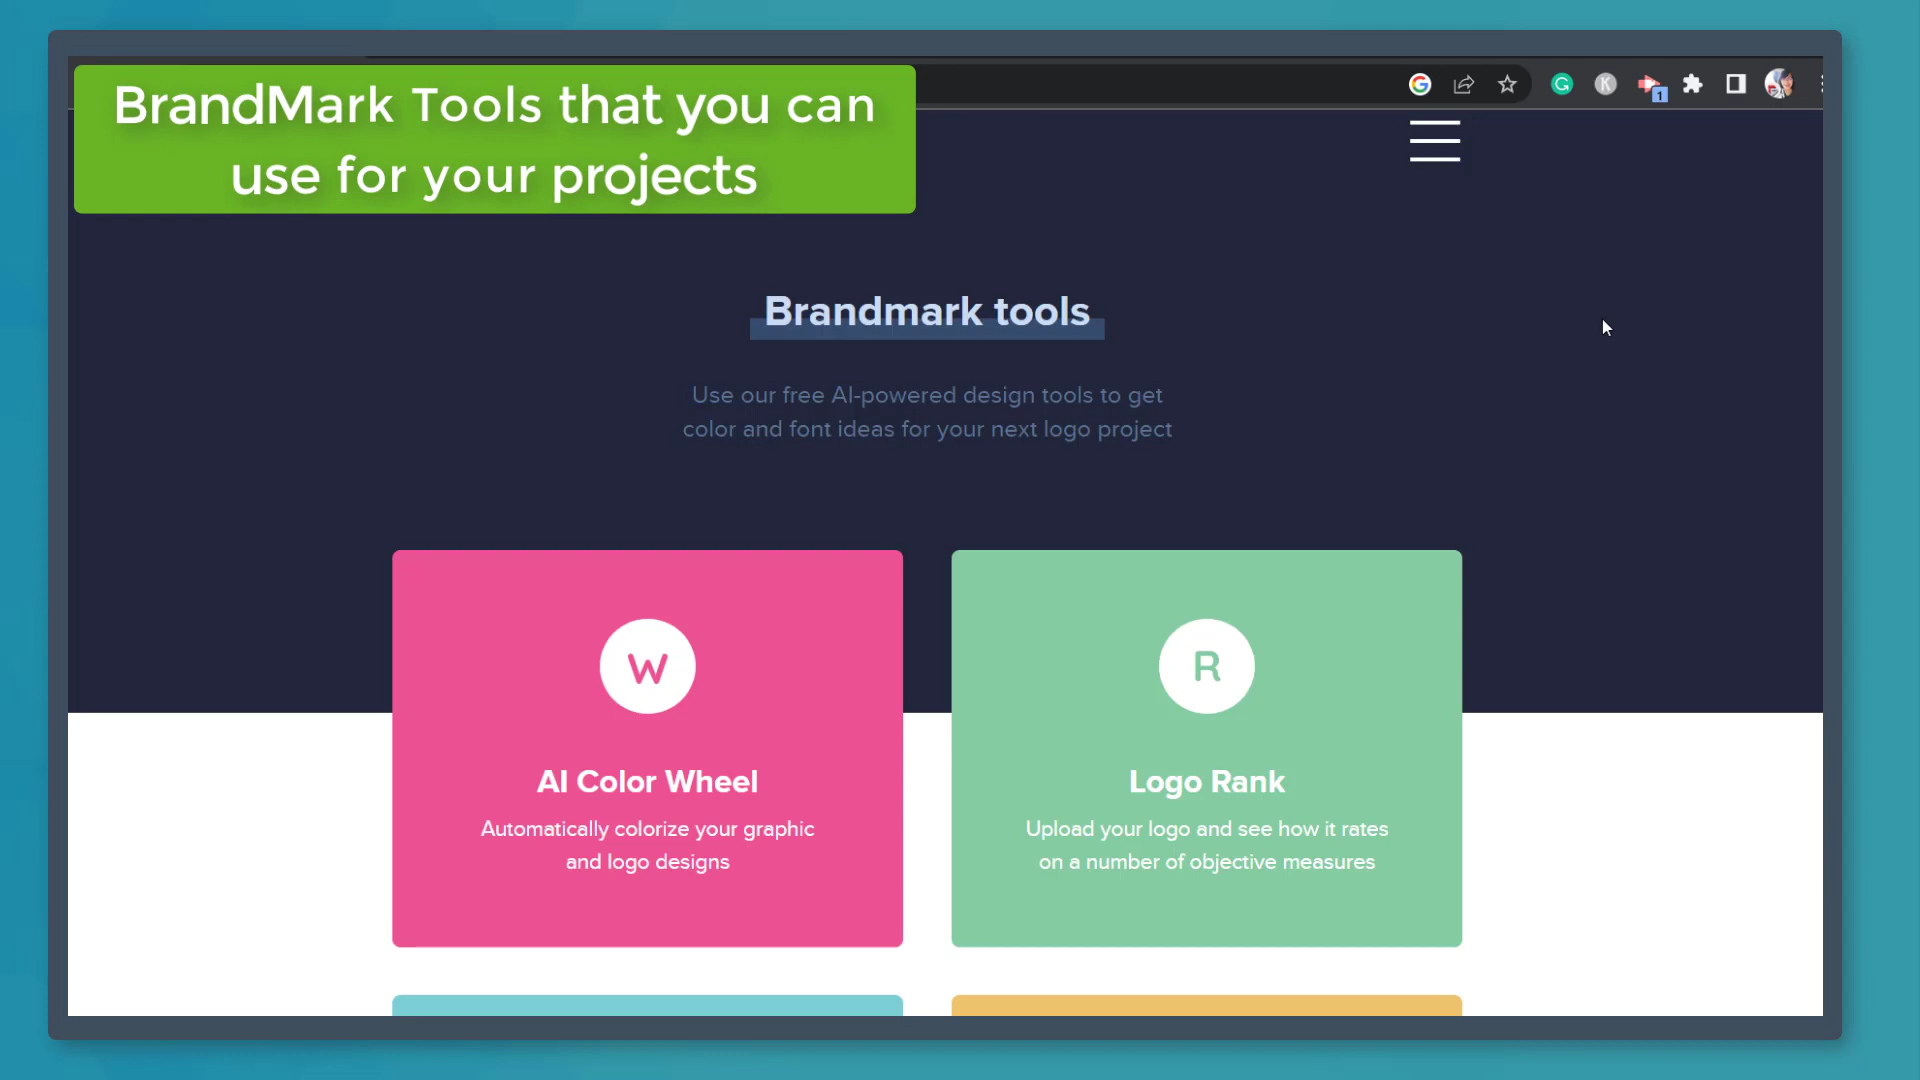 BrandMark Tools that you can
use for your projects
G
K
1
Brandmark tools
Use our free AI-powered design tools to get
color and font ideas for your next logo project
W
R
AI Color Wheel
Logo Rank
Automatically colorize your graphic
and logo designs
Upload your logo and see how it rates
on a number of objective measures